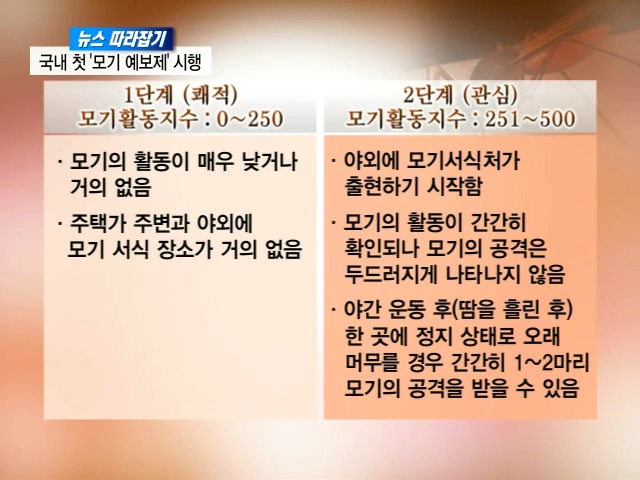 뉴스 따라잡기
국내 첫 '모기 예보제' 시행
1단계 (쾌적)
모기활동지수 : 0~250
· 모기의 활동이 매우 낮거나
거의 없음
· 주택가 주변과 야외에
모기 서식 장소가 거의 없음
2단계 (관심)
모기활동지수 : 251~500
· 야외에 모기서식처가
출현하기 시작함
· 모기의 활동이 간간히
확인되나 모기의 공격은
두드러지게 나타나지 않음
· 야간 운동 후(땀을 흘린 후)
한 곳에 정지 상태로 오래
머무를 경우 간간히 1~2마리
모기의 공격을 받을 수 있음